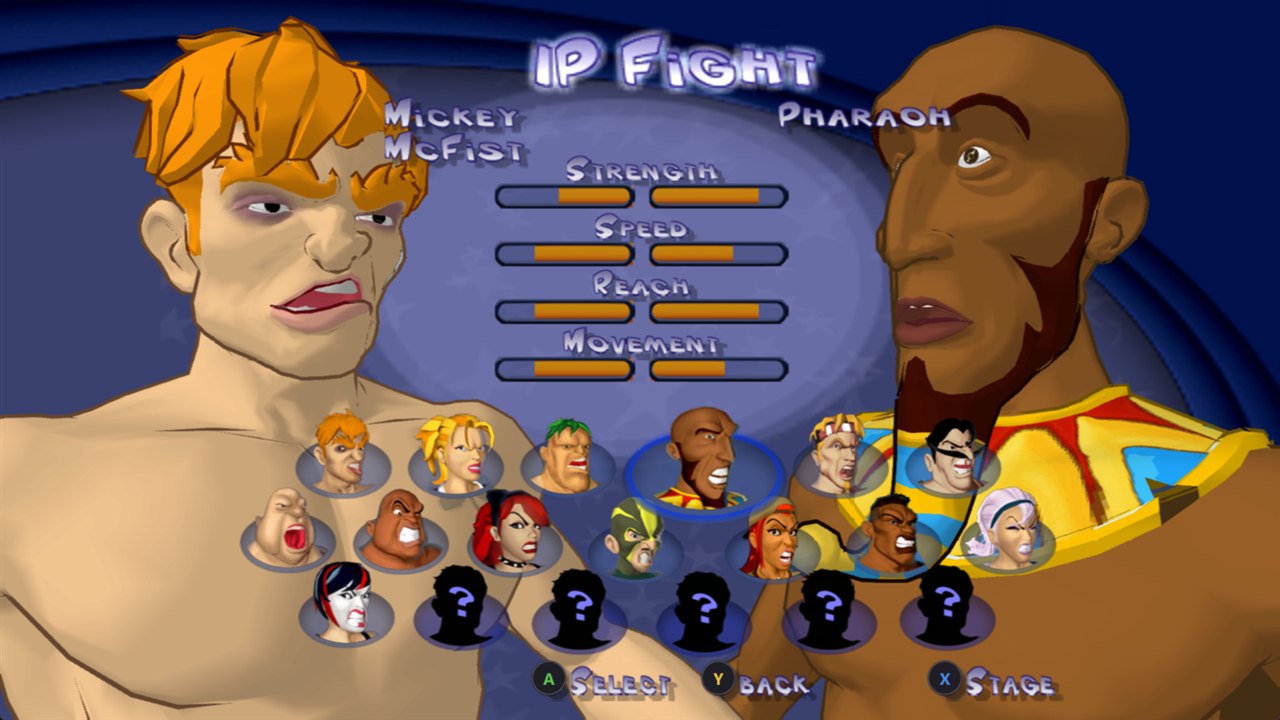 IP Fight
Mickey
McFist
Pharaoh
Strength
Speed
Reach
Movement
?
?
?
?
?
A Select
Y Back
X Stage